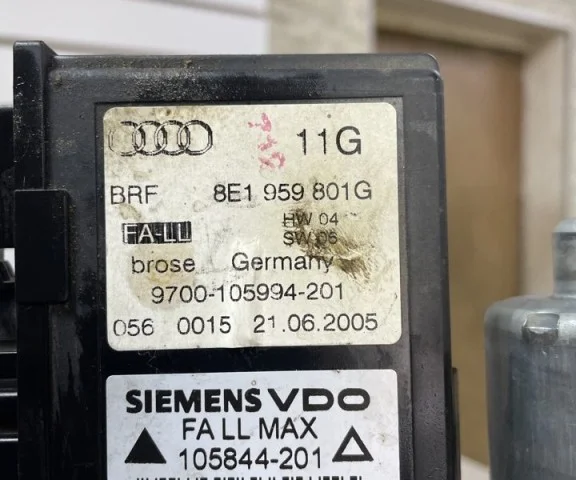 11G
BRF 8E1 959 801G
HW 04
FA-LL
SW 06
brose Germany
9700-105994-201
056 0015 21.06.2005
SIEMENS VDO
FA LL MAX
105844-201